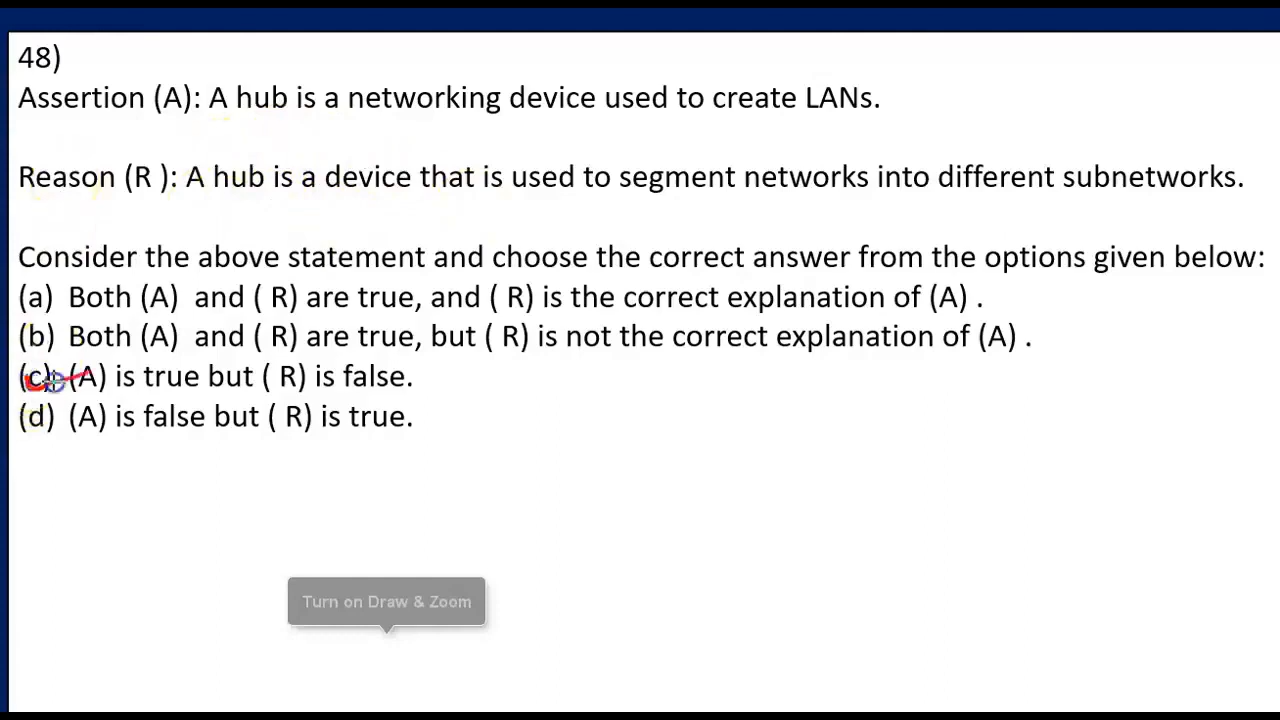 48)
Assertion (A): A hub is a networking device used to create LANs.
Reason (R ): A hub is a device that is used to segment networks into different subnetworks.
Consider the above statement and choose the correct answer from the options given below:
(a) Both (A) and ( R) are true, and ( R) is the correct explanation of (A) .
(b) Both (A) and ( R) are true, but ( R) is not the correct explanation of (A) .
(c) (A) is true but ( R) is false.
(d) (A) is false but ( R) is true.
Turn on Draw & Zoom